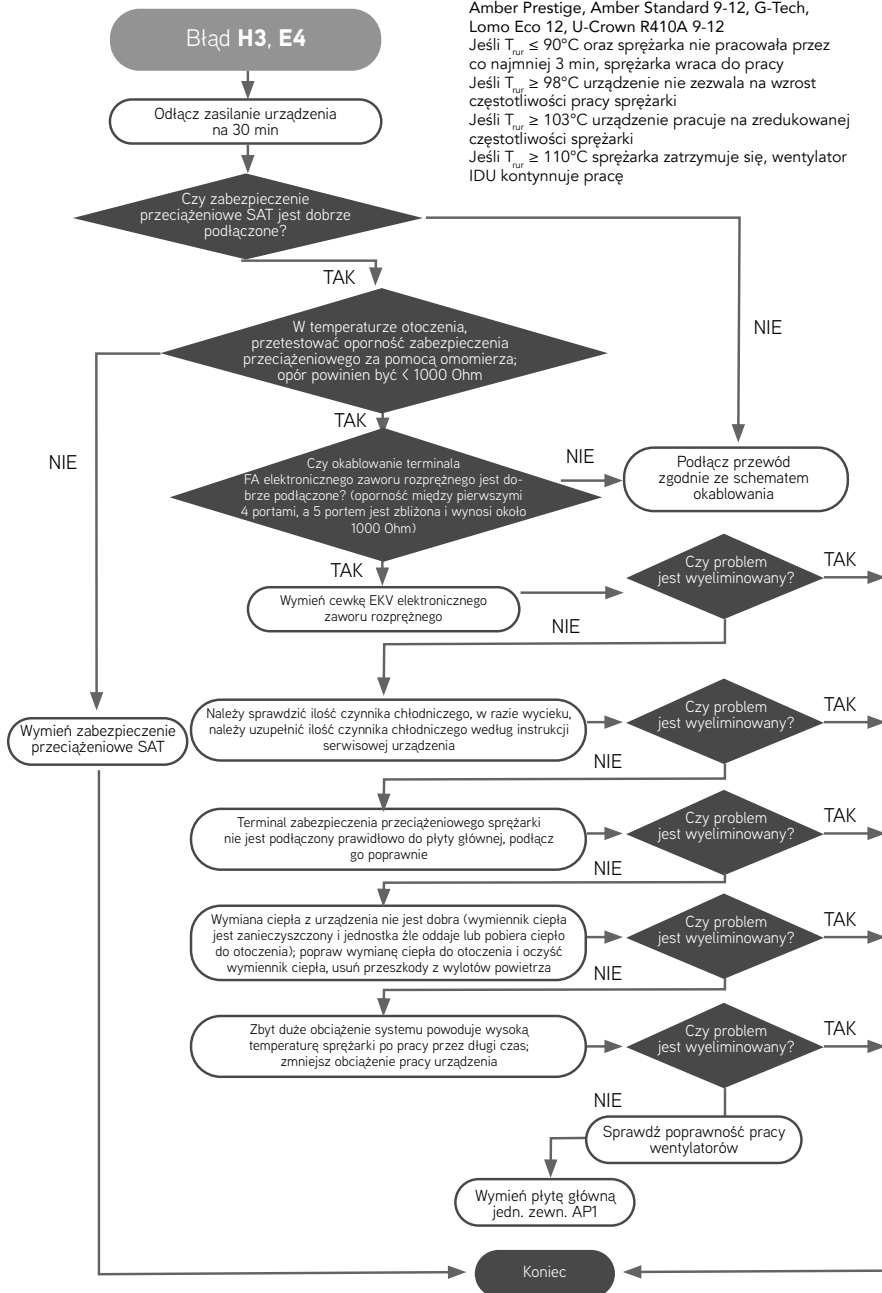 Amber Prestige, Amber Standard 9-12, G-Tech,
Lomo Eco 12, U-Crown R410A 9-12
Jeśli T_rur ≤ 90°C oraz sprężarka nie pracowała przez
co najmniej 3 min, sprężarka wraca do pracy
Jeśli T_rur ≥ 98°C urządzenie nie zezwala na wzrost
częstotliwości pracy sprężarki
Jeśli T_rur ≥ 103°C urządzenie pracuje na zredukowanej
częstotliwości sprężarki
Jeśli T_rur ≥ 110°C sprężarka zatrzymuje się, wentylator
IDU kontynnuje pracę
Błąd H3, E4
Odłącz zasilanie urządzenia
na 30 min
Czy zabezpieczenie
przeciążeniowe SAT jest dobrze
podłączone?
TAK
NIE
W temperaturze otoczenia,
przetestować oporność zabezpieczenia
przeciążeniowego za pomocą omomierza;
opór powinien być < 1000 Ohm
TAK
NIE
Czy okablowanie terminala
FA elektronicznego zaworu rozprężnego jest do-
brze podłączone? (oporność między pierwszymi
4 portami, a 5 portem jest zbliżona i wynosi około
1000 Ohm)
NIE
Podłącz przewód
zgodnie ze schematem
okablowania
TAK
Wymień cewkę EKV elektronicznego
zaworu rozprężnego
Czy problem
jest wyeliminowany?
TAK
NIE
Wymień zabezpieczenie
przeciążeniowe SAT
Należy sprawdzić ilość czynnika chłodniczego, w razie wycieku,
należy uzupełnić ilość czynnika chłodniczego według instrukcji
serwisowej urządzenia
Czy problem
jest wyeliminowany?
TAK
NIE
Terminal zabezpieczenia przeciążeniowego sprężarki
nie jest podłączony prawidłowo do płyty głównej, podłącz
go poprawnie
Czy problem
jest wyeliminowany?
TAK
NIE
Wymiana ciepła z urządzenia nie jest dobra (wymiennik ciepła
jest zanieczyszczony i jednostka źle oddaje lub pobiera ciepło
do otoczenia); popraw wymianę ciepła do otoczenia i oczyść
wymiennik ciepła, usuń przeszkody z wylotów powietrza
Czy problem
jest wyeliminowany?
TAK
NIE
Zbyt duże obciążenie systemu powoduje wysoką
temperaturę sprężarki po pracy przez długi czas;
zmniejsz obciążenie pracy urządzenia
Czy problem
jest wyeliminowany?
TAK
NIE
Sprawdź poprawność pracy
wentylatorów
Wymień płytę główną
jedn. zewn. AP1
Koniec